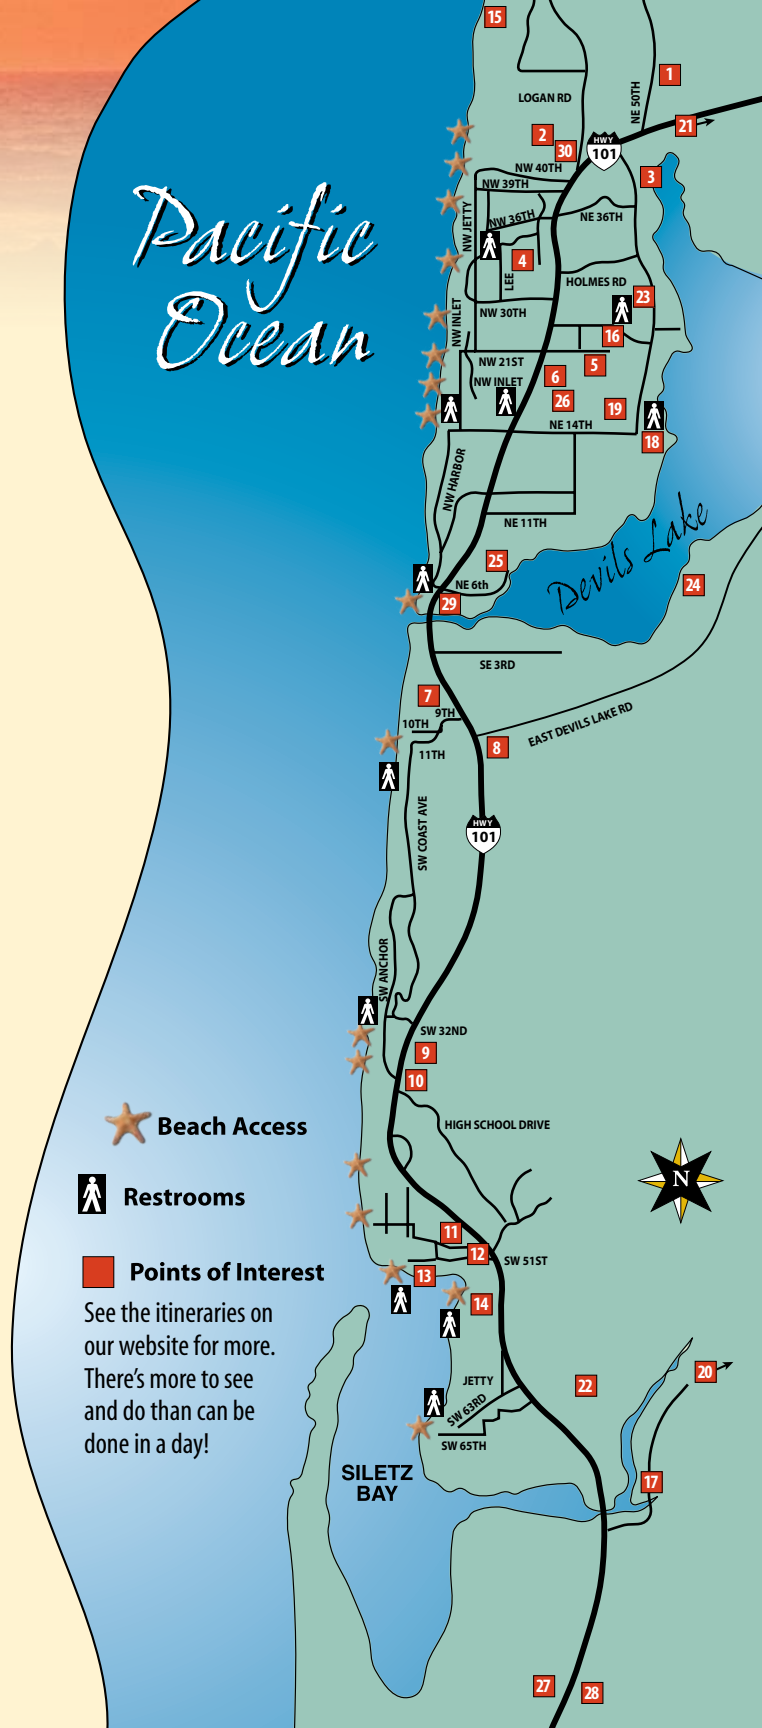 15
1
LOGAN RD
NE 50TH
21
2
30
HWY
101
NW 40TH
3
NW 39TH
NW JETTY
NW 36TH
NE 36TH
4
LEE
HOLMES RD
23
NW INLET
NW 30TH
16
NW 21ST
5
NW INLET
6
26
19
NE 14TH
18
NW HARBOR
NE 11TH
Pacific
Ocean
25
NE 6th
29
Devils Lake
24
SE 3RD
7
9TH
10TH
11TH
8
EAST DEVILS LAKE RD
SW COAST AVE
HWY
101
SW ANCHOR
SW 32ND
9
10
HIGH SCHOOL DRIVE
Beach Access
Restrooms
Points of Interest
See the itineraries on
our website for more.
There's more to see
and do than can be
done in a day!
N
11
12
SW 51ST
13
14
JETTY
22
20
SW 63RD
SW 65TH
SILETZ
BAY
17
27
28